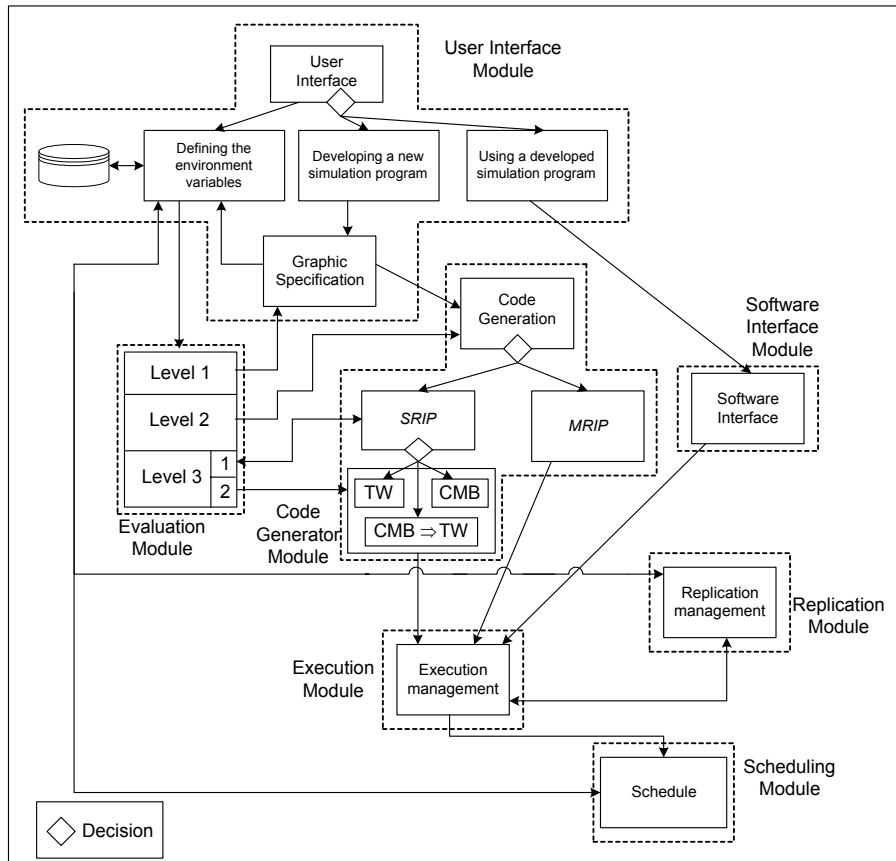 User
Interface
User Interface
Module
Defining the
environment
variables
Developing a new
simulation program
Using a developed
simulation program
Graphic
Specification
Code
Generation
Software
Interface
Module
Software
Interface
Level 1
Level 2
Level 3
1
2
Evaluation
Module
SRIP
MRIP
TW
CMB
CMB ⇒ TW
Code
Generator
Module
Replication
management
Replication
Module
Execution
Module
Execution
management
Schedule
Scheduling
Module
Decision